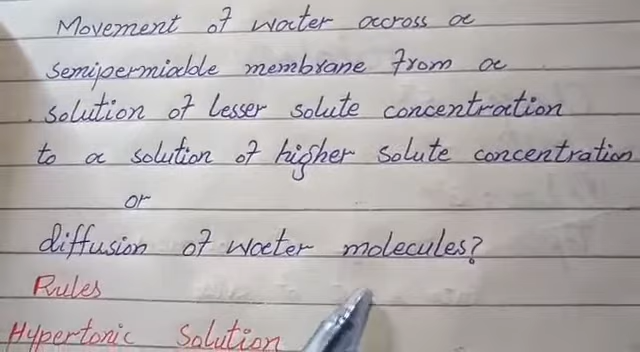 Movement of water across a
semipermiable membrane from a
solution of lesser solute concentration
to a solution of higher solute concentration
or
diffusion of water molecules?
Rules
Hypertonic Solution